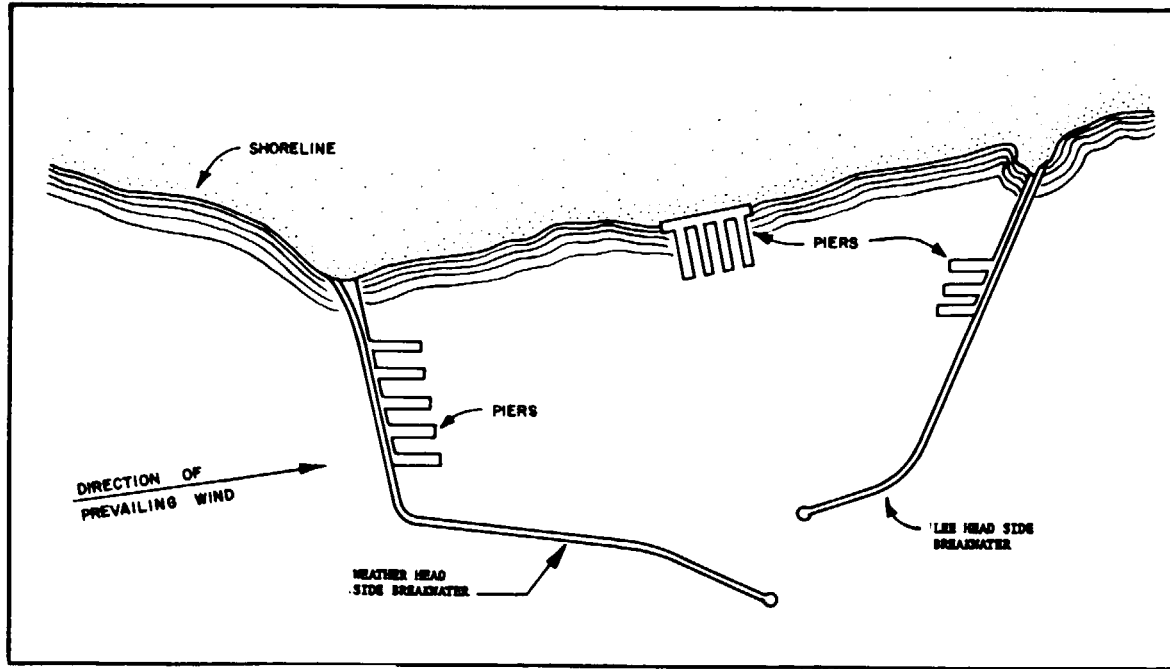 SHORELINE
PIERS
PIERS
DIRECTION OF
PREVAILING WIND
LEE HEAD SIDE
BREAKWATER
WEATHER HEAD
SIDE BREAKWATER